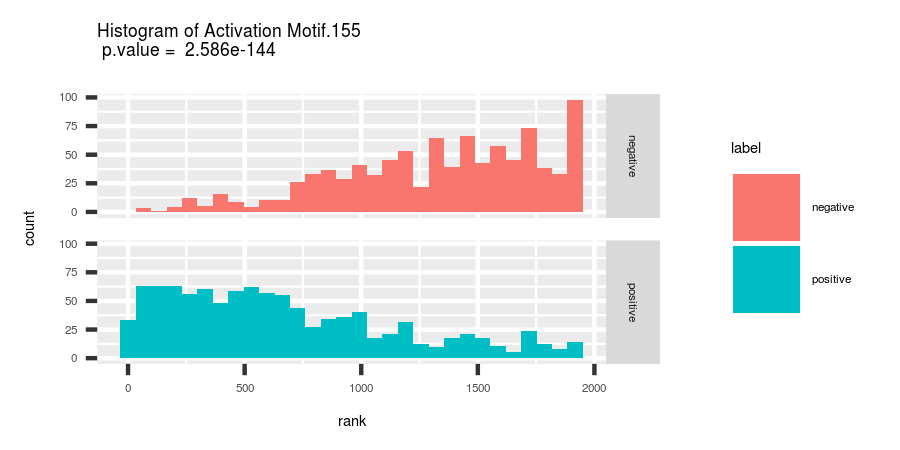 Histogram of Activation Motif.155
p.value = 2.586e-144
100
75
50
25
0
negative
100
75
50
25
0
positive
0
500
1000
1500
2000
rank
count
label
negative
positive